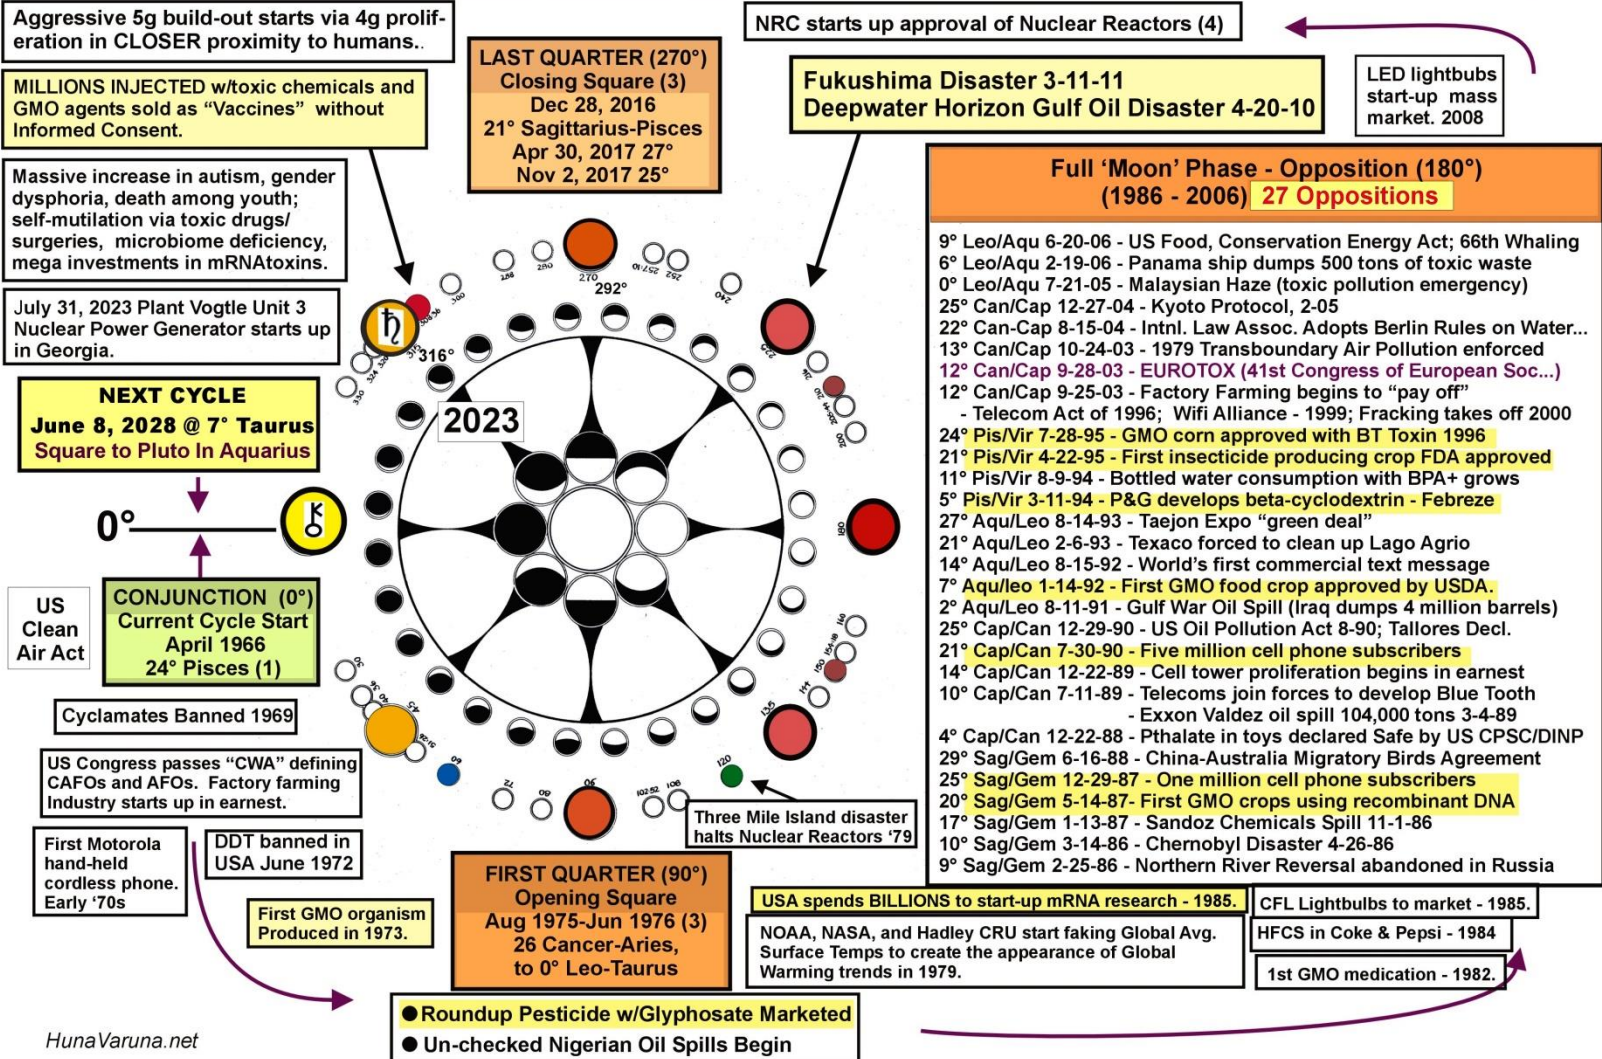 Aggressive 5g build-out starts via 4g prolif-
eration in CLOSER proximity to humans..
MILLIONS INJECTED w/toxic chemicals and
GMO agents sold as “Vaccines” without
Informed Consent.
Massive increase in autism, gender
dysphoria, death among youth;
self-mutilation via toxic drugs/
surgeries, microbiome deficiency,
mega investments in mRNAtoxins.
July 31, 2023 Plant Vogtle Unit 3
Nuclear Power Generator starts up
in Georgia.
NEXT CYCLE
June 8, 2028 @ 7° Taurus
Square to Pluto In Aquarius
0°
CONJUNCTION (0°)
Current Cycle Start
April 1966
24° Pisces (1)
US
Clean
Air Act
Cyclamates Banned 1969
US Congress passes “CWA” defining
CAFOs and AFOs. Factory farming
Industry starts up in earnest.
First Motorola
hand-held
cordless phone.
Early ‘70s
DDT banned in
USA June 1972
First GMO organism
Produced in 1973.
HunaVaruna.net
LAST QUARTER (270°)
Closing Square (3)
Dec 28, 2016
21° Sagittarius-Pisces
Apr 30, 2017 27°
Nov 2, 2017 25°
NRC starts up approval of Nuclear Reactors (4)
Fukushima Disaster 3-11-11
Deepwater Horizon Gulf Oil Disaster 4-20-10
LED lightbubs
start-up mass
market. 2008
270
292°
280
288
300
315
316°
324
330
2023
257-10
252
240
225
216
210
200
180
160
150
144
135
120
108
102-52
90
80
72
60
45
40
36
30
Three Mile Island disaster
halts Nuclear Reactors ‘79
FIRST QUARTER (90°)
Opening Square
Aug 1975-Jun 1976 (3)
26 Cancer-Aries,
to 0° Leo-Taurus
● Roundup Pesticide w/Glyphosate Marketed
● Un-checked Nigerian Oil Spills Begin
USA spends BILLIONS to start-up mRNA research - 1985.
NOAA, NASA, and Hadley CRU start faking Global Avg.
Surface Temps to create the appearance of Global
Warming trends in 1979.
CFL Lightbulbs to market - 1985.
HFCS in Coke & Pepsi - 1984
1st GMO medication - 1982.
Full ‘Moon’ Phase - Opposition (180°)
(1986 - 2006) 27 Oppositions
9° Leo/Aqu 6-20-06 - US Food, Conservation Energy Act; 66th Whaling
6° Leo/Aqu 2-19-06 - Panama ship dumps 500 tons of toxic waste
0° Leo/Aqu 7-21-05 - Malaysian Haze (toxic pollution emergency)
25° Can/Cap 12-27-04 - Kyoto Protocol, 2-05
22° Can-Cap 8-15-04 - Intnl. Law Assoc. Adopts Berlin Rules on Water...
13° Can/Cap 10-24-03 - 1979 Transboundary Air Pollution enforced
12° Can/Cap 9-28-03 - EUROTOX (41st Congress of European Soc...)
12° Can/Cap 9-25-03 - Factory Farming begins to “pay off”
- Telecom Act of 1996; Wifi Alliance - 1999; Fracking takes off 2000
24° Pis/Vir 7-28-95 - GMO corn approved with BT Toxin 1996
21° Pis/Vir 4-22-95 - First insecticide producing crop FDA approved
11° Pis/Vir 8-9-94 - Bottled water consumption with BPA+ grows
5° Pis/Vir 3-11-94 - P&G develops beta-cyclodextrin - Febreze
27° Aqu/Leo 8-14-93 - Taejon Expo “green deal”
21° Aqu/Leo 2-6-93 - Texaco forced to clean up Lago Agrio
14° Aqu/Leo 8-15-92 - World’s first commercial text message
7° Aqu/leo 1-14-92 - First GMO food crop approved by USDA.
2° Aqu/Leo 8-11-91 - Gulf War Oil Spill (Iraq dumps 4 million barrels)
25° Cap/Can 12-29-90 - US Oil Pollution Act 8-90; Tallores Decl.
21° Cap/Can 7-30-90 - Five million cell phone subscribers
14° Cap/Can 12-22-89 - Cell tower proliferation begins in earnest
10° Cap/Can 7-11-89 - Telecoms join forces to develop Blue Tooth
- Exxon Valdez oil spill 104,000 tons 3-4-89
4° Cap/Can 12-22-88 - Pthalate in toys declared Safe by US CPSC/DINP
29° Sag/Gem 6-16-88 - China-Australia Migratory Birds Agreement
25° Sag/Gem 12-29-87 - One million cell phone subscribers
20° Sag/Gem 5-14-87- First GMO crops using recombinant DNA
17° Sag/Gem 1-13-87 - Sandoz Chemicals Spill 11-1-86
10° Sag/Gem 3-14-86 - Chernobyl Disaster 4-26-86
9° Sag/Gem 2-25-86 - Northern River Reversal abandoned in Russia